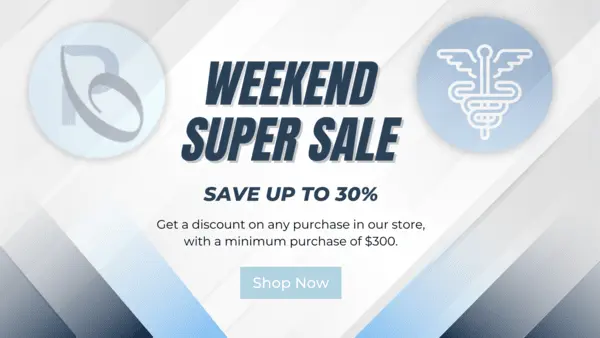 WEEKEND
SUPER SALE
SAVE UP TO 30%
Get a discount on any purchase in our store,
with a minimum purchase of $300.
Shop Now